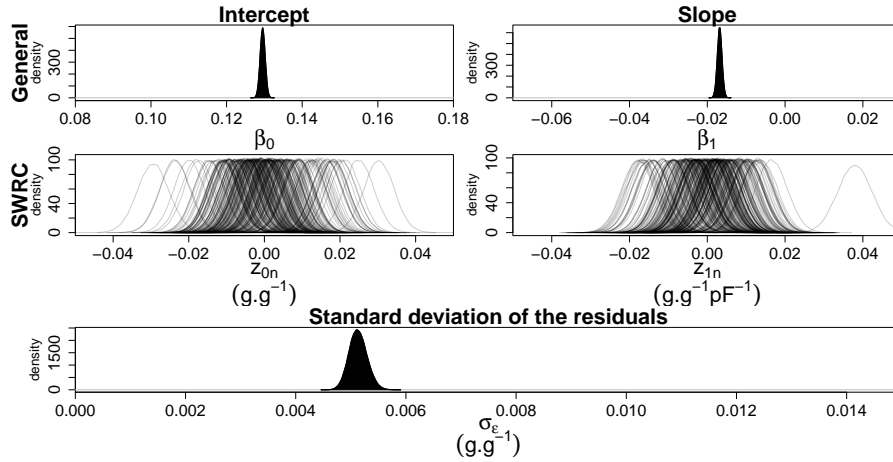 Intercept
Slope
General
density
0 300
0.08 0.10 0.12 0.14 0.16 0.18
β0
density
0 300
−0.06 −0.04 −0.02 0.00 0.02
β1
SWRC
density
0 40 100
−0.04 −0.02 0.00 0.02 0.04
z0n
(g.g−1)
density
0 40 100
−0.04 −0.02 0.00 0.02 0.04
z1n
(g.g−1pF−1)
Standard deviation of the residuals
density
0 1500
0.000 0.002 0.004 0.006 0.008 0.010 0.012 0.014
σε
(g.g−1)